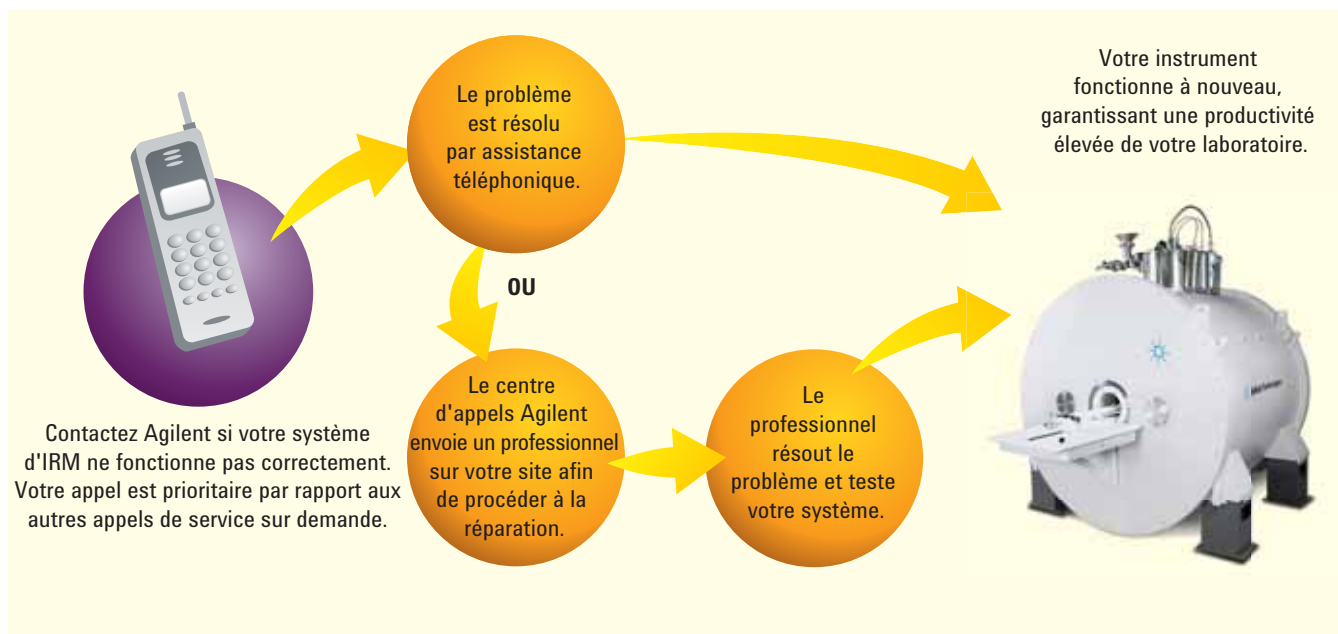 Contactez Agilent si votre système
d'IRM ne fonctionne pas correctement.
Votre appel est prioritaire par rapport aux
autres appels de service sur demande.
Le problème
est résolu
par assistance
téléphonique.
OU
Le centre
d'appels Agilent
envoie un professionnel
sur votre site afin
de procéder à la
réparation.
Le
professionnel
résout le
problème et teste
votre système.
Votre instrument
fonctionne à nouveau,
garantissant une productivité
élevée de votre laboratoire.